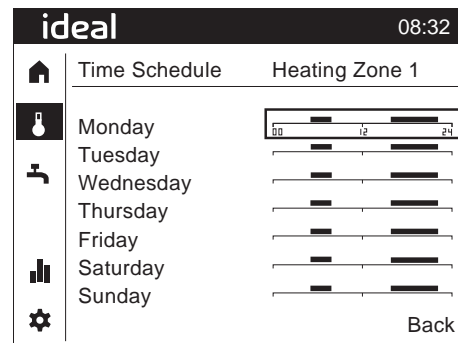 ideal 08:32
Time Schedule Heating Zone 1
Monday
00 12 24
Tuesday
Wednesday
Thursday
Friday
Saturday
Sunday
Back